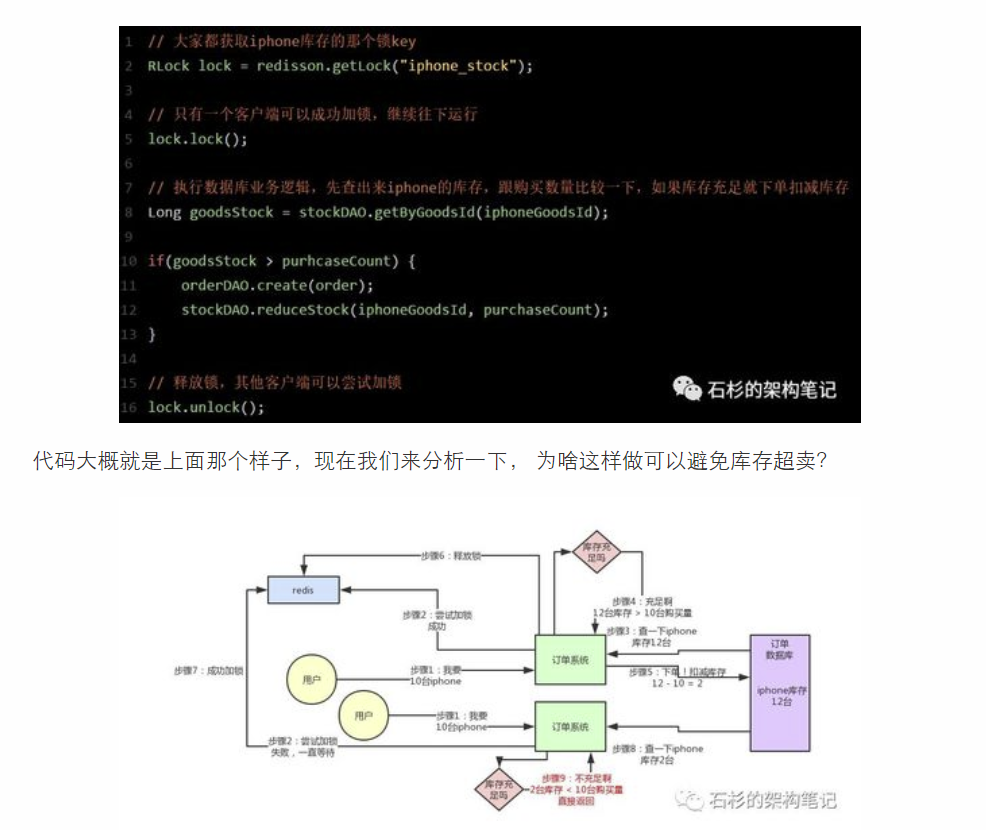 1 // 大家都获取iphone库存的那个锁key
2 RLock lock = redisson.getLock("iphone_stock");
3
4 // 只有一个客户端可以成功加锁，继续往下运行
5 lock.lock();
6
7 // 执行数据库业务逻辑，先查出来iphone的库存，跟购买数量比较一下，如果库存充足就下单扣减库存
8 Long goodsStock = stockDAO.getByGoodsId(iphoneGoodsId);
9
10 if(goodsStock > purhcaseCount) {
11 orderDAO.create(order);
12 stockDAO.reduceStock(iphoneGoodsId, purchaseCount);
13 }
14
15 // 释放锁，其他客户端可以尝试加锁
16 lock.unlock();
石杉的架构笔记
代码大概就是上面那个样子，现在我们来分析一下， 为啥这样做可以避免库存超卖?
库存充
足吗
步骤6：释放锁
redis
步骤2：尝试加锁
成功
步骤4：充足啊
12台库存 > 10台购买量
步骤3：查一下iphone
库存12台
订单
数据库
iphone库存
12台
订单系统
步骤7：成功加锁
用户
步骤1：我要
10台iphone
步骤5：下单！扣减库存
12 - 10 = 2
用户
步骤1：我要
10台iphone
订单系统
步骤2：尝试加锁
失败，一直等待
步骤8：查一下iphone
库存2台
库存充
足吗
步骤9：不充足啊
2台库存 < 10台购买量
直接返回
石杉的架构笔记